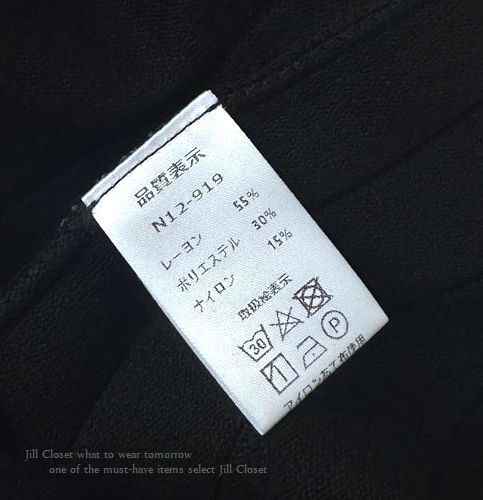 品質表示
N12-919
レーヨン 55%
ポリエステル 30%
ナイロン 15%
取扱絵表示
30
P
アイロンあて布使用
Jill Closet what to wear tomorrow
one of the must-have items select Jill Closet